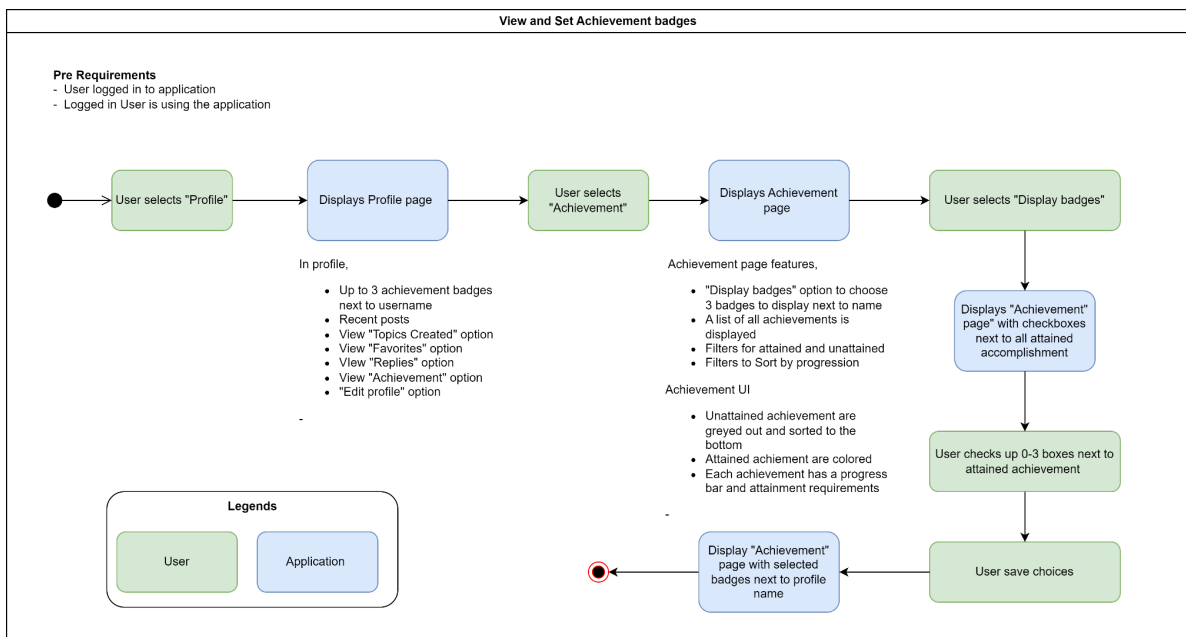 View and Set Achievement badges
Pre Requirements
- User logged in to application
- Logged in User is using the application
User selects "Profile"
Displays Profile page
User selects
"Achievement"
Displays Achievement
page
User selects "Display badges"
In profile,
• Up to 3 achievement badges
next to username
• Recent posts
• View "Topics Created" option
• View "Favorites" option
• VIew "Replies" option
• View "Achievement" option
• "Edit profile" option
-
Achievement page features,
• "Display badges" option to choose
3 badges to display next to name
• A list of all achievements is
displayed
• Filters for attained and unattained
• Filters to Sort by progression
Achievement UI
• Unattained achievement are
greyed out and sorted to the
bottom
• Attained achiement are colored
• Each achievement has a progress
bar and attainment requirements
-
Displays "Achievement"
page" with checkboxes
next to all attained
accomplishment
User checks up 0-3 boxes next to
attained achievement
User save choices
Display "Achievement"
page with selected
badges next to profile
name
Legends
User
Application